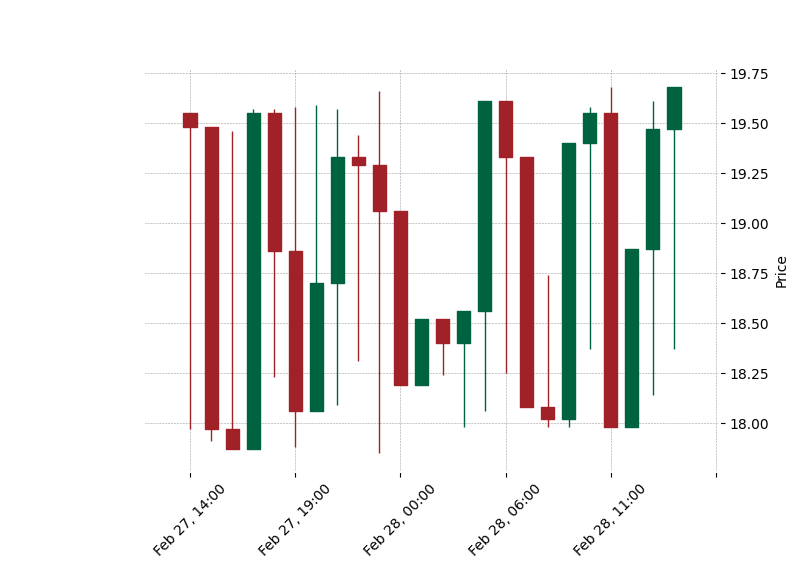 19.75
19.50
19.25
19.00
18.75
18.50
18.25
18.00
Price
Feb 27, 14:00
Feb 27, 19:00
Feb 28, 00:00
Feb 28, 06:00
Feb 28, 11:00